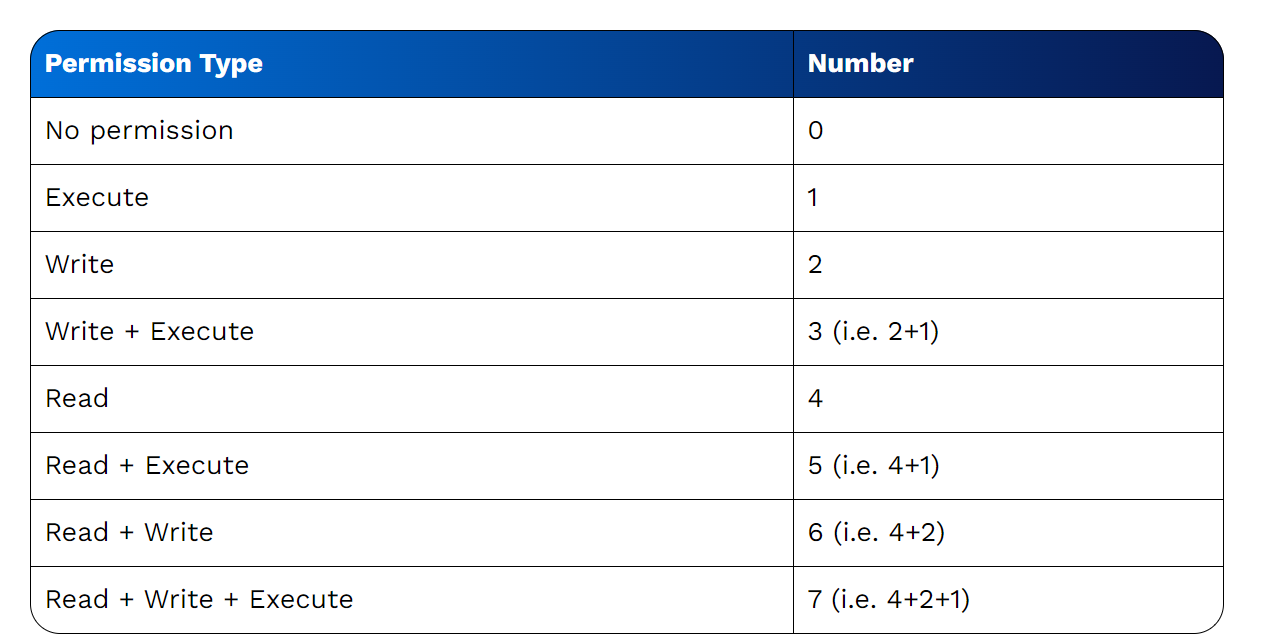 Permission Type Number
No permission 0
Execute 1
Write 2
Write + Execute 3 (i.e. 2+1)
Read 4
Read + Execute 5 (i.e. 4+1)
Read + Write 6 (i.e. 4+2)
Read + Write + Execute 7 (i.e. 4+2+1)